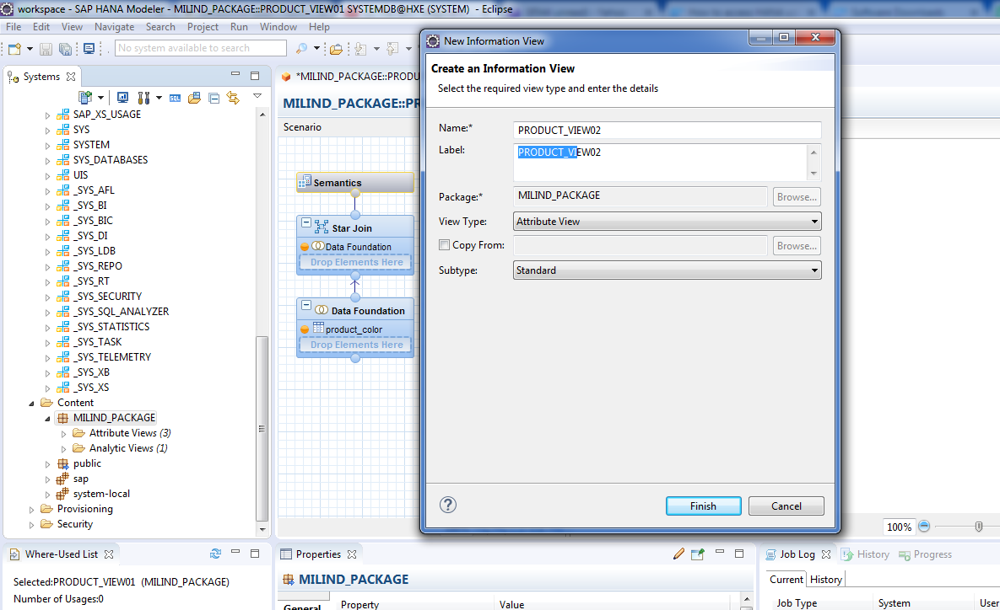 workspace - SAP HANA Modeler - MILIND_PACKAGE::PRODUCT_VIEW01 SYSTEMDB@HXE (SYSTEM) - Eclipse
File Edit View Navigate Search Project Run Window Help
No system available to search
Systems
SAP_XS_USAGE
SYS
SYSTEM
SYS_DATABASES
UIS
_SYS_AFL
_SYS_BI
_SYS_BIC
_SYS_DI
_SYS_LDB
_SYS_REPO
_SYS_RT
_SYS_SECURITY
_SYS_SQL_ANALYZER
_SYS_STATISTICS
_SYS_TASK
_SYS_TELEMETRY
_SYS_XB
_SYS_XS
Content
MILIND_PACKAGE
Attribute Views (3)
Analytic Views (1)
public
sap
system-local
Provisioning
Security
*MILIND_PACKAGE::PRODU
MILIND_PACKAGE::PR
Scenario
Semantics
Star Join
Data Foundation
Drop Elements Here
Data Foundation
product_color
Drop Elements Here
New Information View
Create an Information View
Select the required view type and enter the details
Name:* PRODUCT_VIEW02
Label: PRODUCT_VIEW02
Package:* MILIND_PACKAGE Browse...
View Type: Attribute View
Copy From: Browse...
Subtype: Standard
? Finish Cancel
100%
Where-Used List
Selected:PRODUCT_VIEW01 (MILIND_PACKAGE)
Number of Usages:0
Properties
MILIND_PACKAGE
General Property Value
Job Log History Progress
Current History
Job Type System User